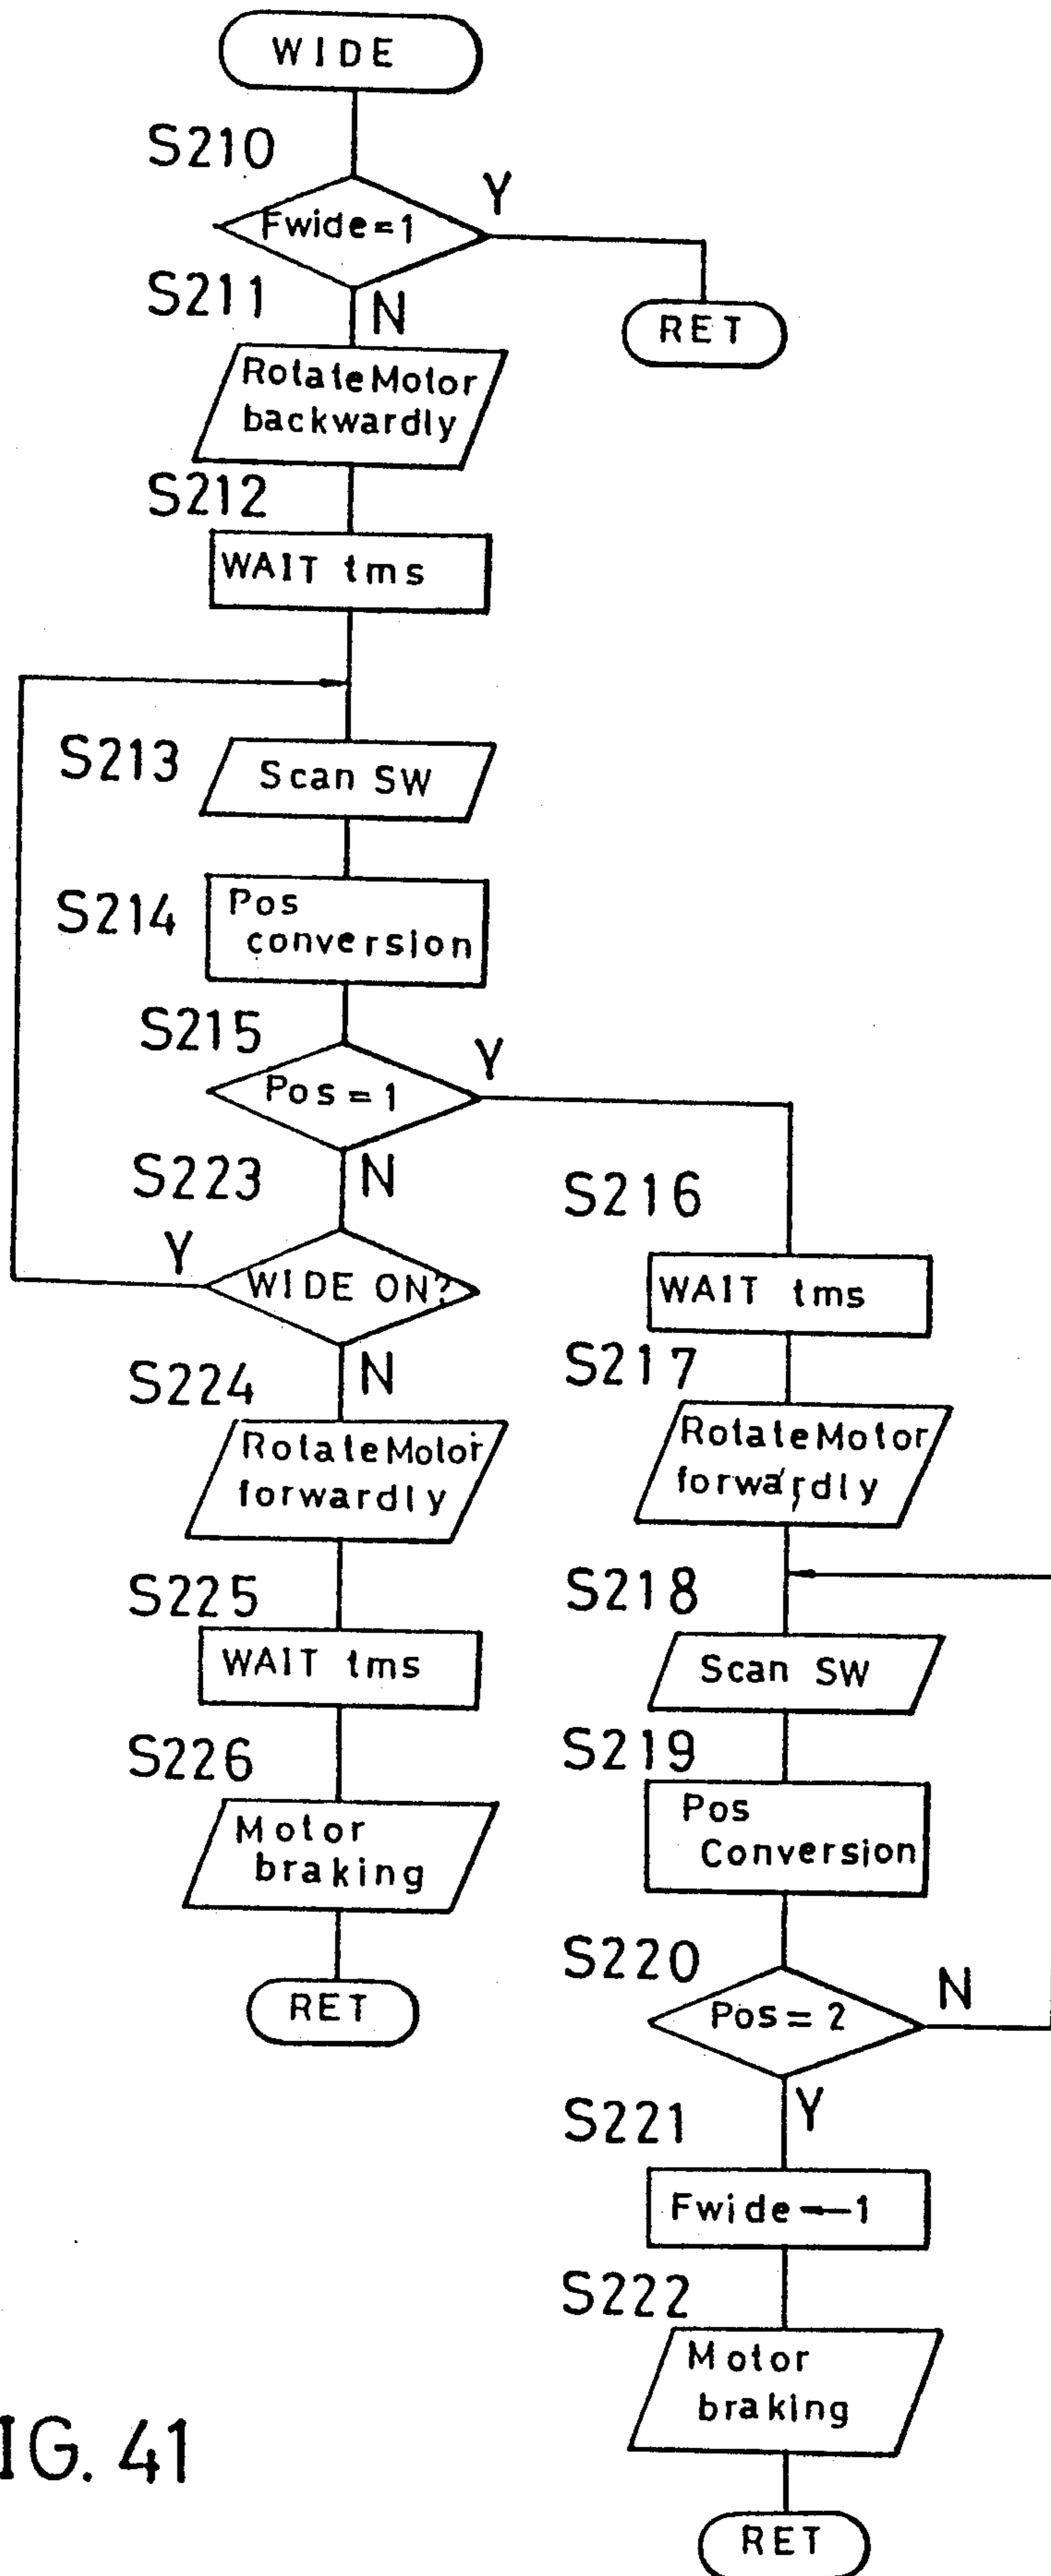 WIDE
S210
Fwide=1
Y
RET
S211
N
RotateMotor
backwardly
S212
WAIT tms
S213
Scan SW
S214
Pos
conversion
S215
Pos=1
Y
S223
N
Y
WIDE ON?
S224
N
RotateMotor
forwardly
S225
WAIT tms
S226
Motor
braking
RET
S216
WAIT tms
S217
RotateMotor
forwardly
S218
Scan SW
S219
Pos
Conversion
S220
Pos=2
N
S221
Y
Fwide←1
S222
Motor
braking
RET
IG. 41